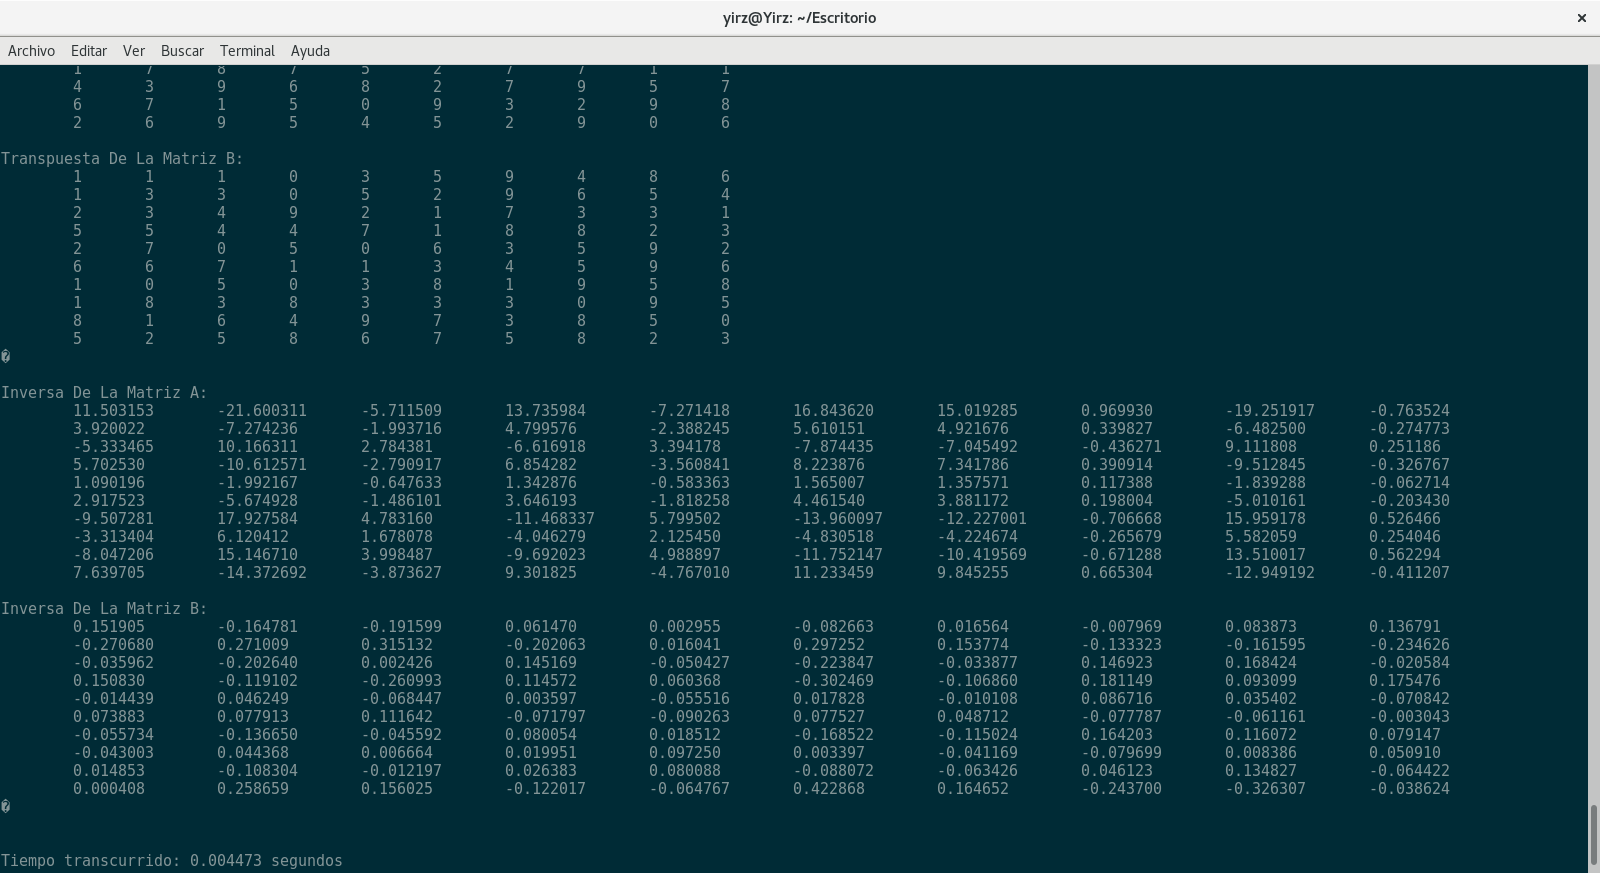 yirz@Yirz: ~/Escritorio ×
Archivo Editar Ver Buscar Terminal Ayuda
1 7 8 7 5 2 7 7 1 1
4 3 9 6 8 2 7 9 5 7
6 7 1 5 0 9 3 2 9 8
2 6 9 5 4 5 2 9 0 6
Transpuesta De La Matriz B:
1 1 1 0 3 5 9 4 8 6
1 3 3 0 5 2 9 6 5 4
2 3 4 9 2 1 7 3 3 1
5 5 4 4 7 1 8 8 2 3
2 7 0 5 0 6 3 5 9 2
6 6 7 1 1 3 4 5 9 6
1 0 5 0 3 8 1 9 5 8
1 8 3 8 3 3 3 0 9 5
8 1 6 4 9 7 3 8 5 0
5 2 5 8 6 7 5 8 2 3
�
Inversa De La Matriz A:
11.503153 -21.600311 -5.711509 13.735984 -7.271418 16.843620 15.019285 0.969930 -19.251917 -0.763524
3.920022 -7.274236 -1.993716 4.799576 -2.388245 5.610151 4.921676 0.339827 -6.482500 -0.274773
-5.333465 10.166311 2.784381 -6.616918 3.394178 -7.874435 -7.045492 -0.436271 9.111808 0.251186
5.702530 -10.612571 -2.790917 6.854282 -3.560841 8.223876 7.341786 0.390914 -9.512845 -0.326767
1.090196 -1.992167 -0.647633 1.342876 -0.583363 1.565007 1.357571 0.117388 -1.839288 -0.062714
2.917523 -5.674928 -1.486101 3.646193 -1.818258 4.461540 3.881172 0.198004 -5.010161 -0.203430
-9.507281 17.927584 4.783160 -11.468337 5.799502 -13.960097 -12.227001 -0.706668 15.959178 0.526466
-3.313404 6.120412 1.678078 -4.046279 2.125450 -4.830518 -4.224674 -0.265679 5.582059 0.254046
-8.047206 15.146710 3.998487 -9.692023 4.988897 -11.752147 -10.419569 -0.671288 13.510017 0.562294
7.639705 -14.372692 -3.873627 9.301825 -4.767010 11.233459 9.845255 0.665304 -12.949192 -0.411207
Inversa De La Matriz B:
0.151905 -0.164781 -0.191599 0.061470 0.002955 -0.082663 0.016564 -0.007969 0.083873 0.136791
-0.270680 0.271009 0.315132 -0.202063 0.016041 0.297252 0.153774 -0.133323 -0.161595 -0.234626
-0.035962 -0.202640 0.002426 0.145169 -0.050427 -0.223847 -0.033877 0.146923 0.168424 -0.020584
0.150830 -0.119102 -0.260993 0.114572 0.060368 -0.302469 -0.106860 0.181149 0.093099 0.175476
-0.014439 0.046249 -0.068447 0.003597 -0.055516 0.017828 -0.010108 0.086716 0.035402 -0.070842
0.073883 0.077913 0.111642 -0.071797 -0.090263 0.077527 0.048712 -0.077787 -0.061161 -0.003043
-0.055734 -0.136650 -0.045592 0.080054 0.018512 -0.168522 -0.115024 0.164203 0.116072 0.079147
-0.043003 0.044368 0.006664 0.019951 0.097250 0.003397 -0.041169 -0.079699 0.008386 0.050910
0.014853 -0.108304 -0.012197 0.026383 0.080088 -0.088072 -0.063426 0.046123 0.134827 -0.064422
0.000408 0.258659 0.156025 -0.122017 -0.064767 0.422868 0.164652 -0.243700 -0.326307 -0.038624
�
Tiempo transcurrido: 0.004473 segundos